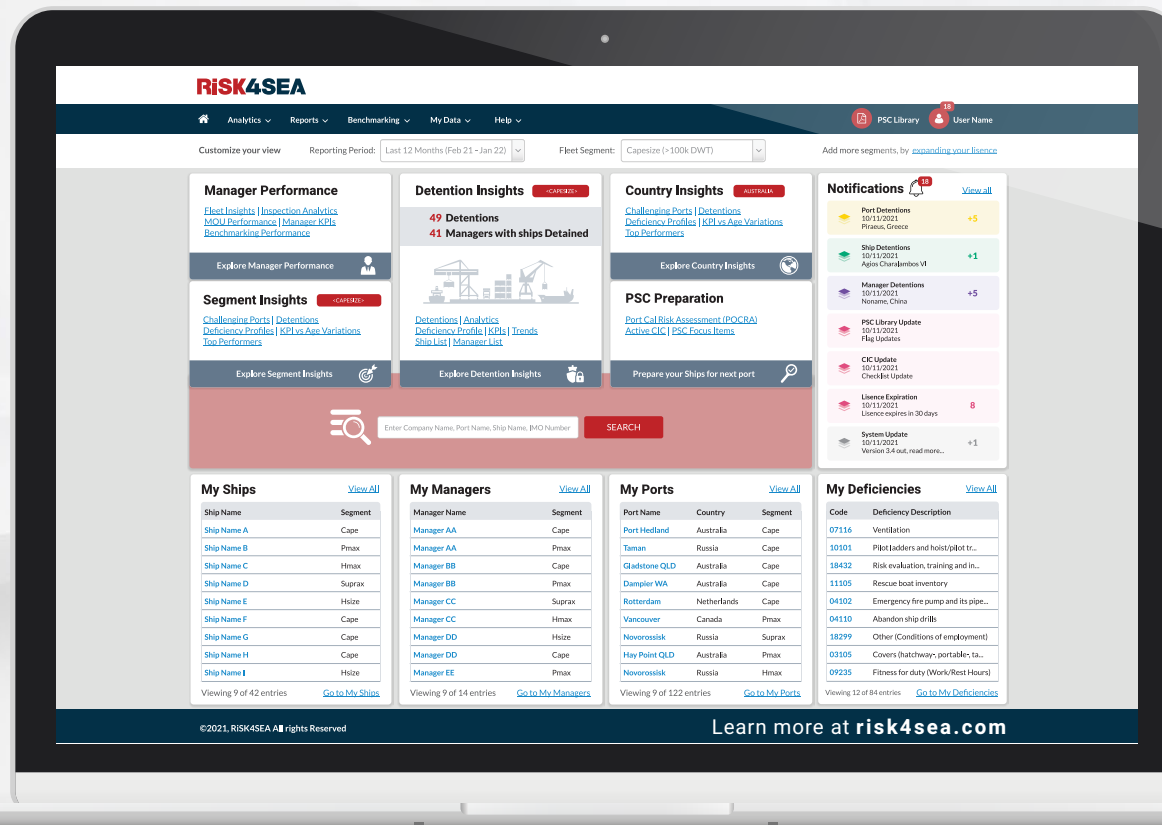 RiSK4SEA
Analytics Reports Benchmarking My Data Help
PSC Library
18
User Name
Customize your view
Reporting Period: Last 12 Months (Feb 21 -Jan 22)
Fleet Segment: Capesize (>100k DWT)
Add more segments, by expanding your lisence
Manager Performance
Fleet Insights | Inspection Analytics
MOU Performance | Manager KPIs
Benchmarking Performance
Explore Manager Performance
Segment Insights <CAPESIZE>
Challenging Ports | Detentions
Deficiency Profiles | KPI vs Age Variations
Top Performers
Explore Segment Insights
Detention Insights <CAPESIZE>
49 Detentions
41 Managers with ships Detained
Detentions | Analytics
Deficiency Profile | KPIs | Trends
Ship List | Manager List
Explore Detention Insights
Country Insights AUSTRALIA
Challenging Ports | Detentions
Deficiency Profiles | KPI vs Age Variations
Top Performers
Explore Country Insights
PSC Preparation
Port Cal Risk Assessment (POCRA)
Active CIC | PSC Focus Items
Prepare your Ships for next port
Notifications 18 View all
Port Detentions
10/11/2021 +5
Piraeus, Greece
Ship Detentions
10/11/2021 +1
Agios Charalambos VI
Manager Detentions
10/11/2021 +5
Noname, China
PSC Library Update
10/11/2021
Flag Updates
CIC Update
10/11/2021
Checklist Update
Lisence Expiration
10/11/2021 8
Lisence expires in 30 days
System Update
10/11/2021 +1
Version 3.4 out, read more...
Enter Company Name, Port Name, Ship Name, IMO Number
SEARCH
My Ships View All
Ship Name Segment
Ship Name A Cape
Ship Name B Pmax
Ship Name C Hmax
Ship Name D Suprax
Ship Name E Hsize
Ship Name F Cape
Ship Name G Cape
Ship Name H Cape
Ship Name I Hsize
Viewing 9 of 42 entries Go to My Ships
My Managers View All
Manager Name Segment
Manager AA Cape
Manager AA Pmax
Manager BB Cape
Manager BB Pmax
Manager CC Suprax
Manager CC Hmax
Manager DD Hsize
Manager DD Cape
Manager EE Pmax
Viewing 9 of 14 entries Go to My Managers
My Ports View All
Port Name Country Segment
Port Hedland Australia Cape
Taman Russia Cape
Gladstone QLD Australia Cape
Dampier WA Australia Cape
Rotterdam Netherlands Cape
Vancouver Canada Pmax
Novorossisk Russia Suprax
Hay Point QLD Australia Pmax
Novorossisk Russia Hmax
Viewing 9 of 122 entries Go to My Ports
My Deficiencies View All
Code Deficiency Description
07116 Ventilation
10101 Pilot ladders and hoist/pilot tr...
18432 Risk evaluation, training and in...
11105 Rescue boat inventory
04102 Emergency fire pump and its pipe...
04110 Abandon ship drills
18299 Other (Conditions of employment)
03105 Covers (hatchway-, portable-, ta...
09235 Fitness for duty (Work/Rest Hours)
Viewing 12 of 84 entries Go to My Deficiencies
©2021, RiSK4SEA All rights Reserved
Learn more at risk4sea.com